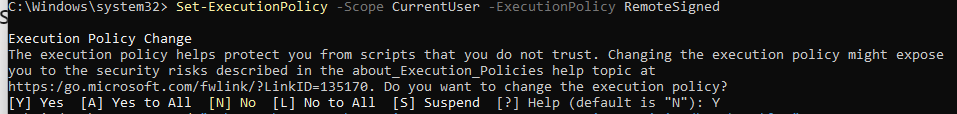 C:\Windows\system32> Set-ExecutionPolicy -Scope CurrentUser -ExecutionPolicy RemoteSigned
Execution Policy Change
The execution policy helps protect you from scripts that you do not trust. Changing the execution policy might expose
you to the security risks described in the about_Execution_Policies help topic at
https:/go.microsoft.com/fwlink/?LinkID=135170. Do you want to change the execution policy?
[Y] Yes  [A] Yes to All  [N] No  [L] No to All  [S] Suspend  [?] Help (default is "N"): Y